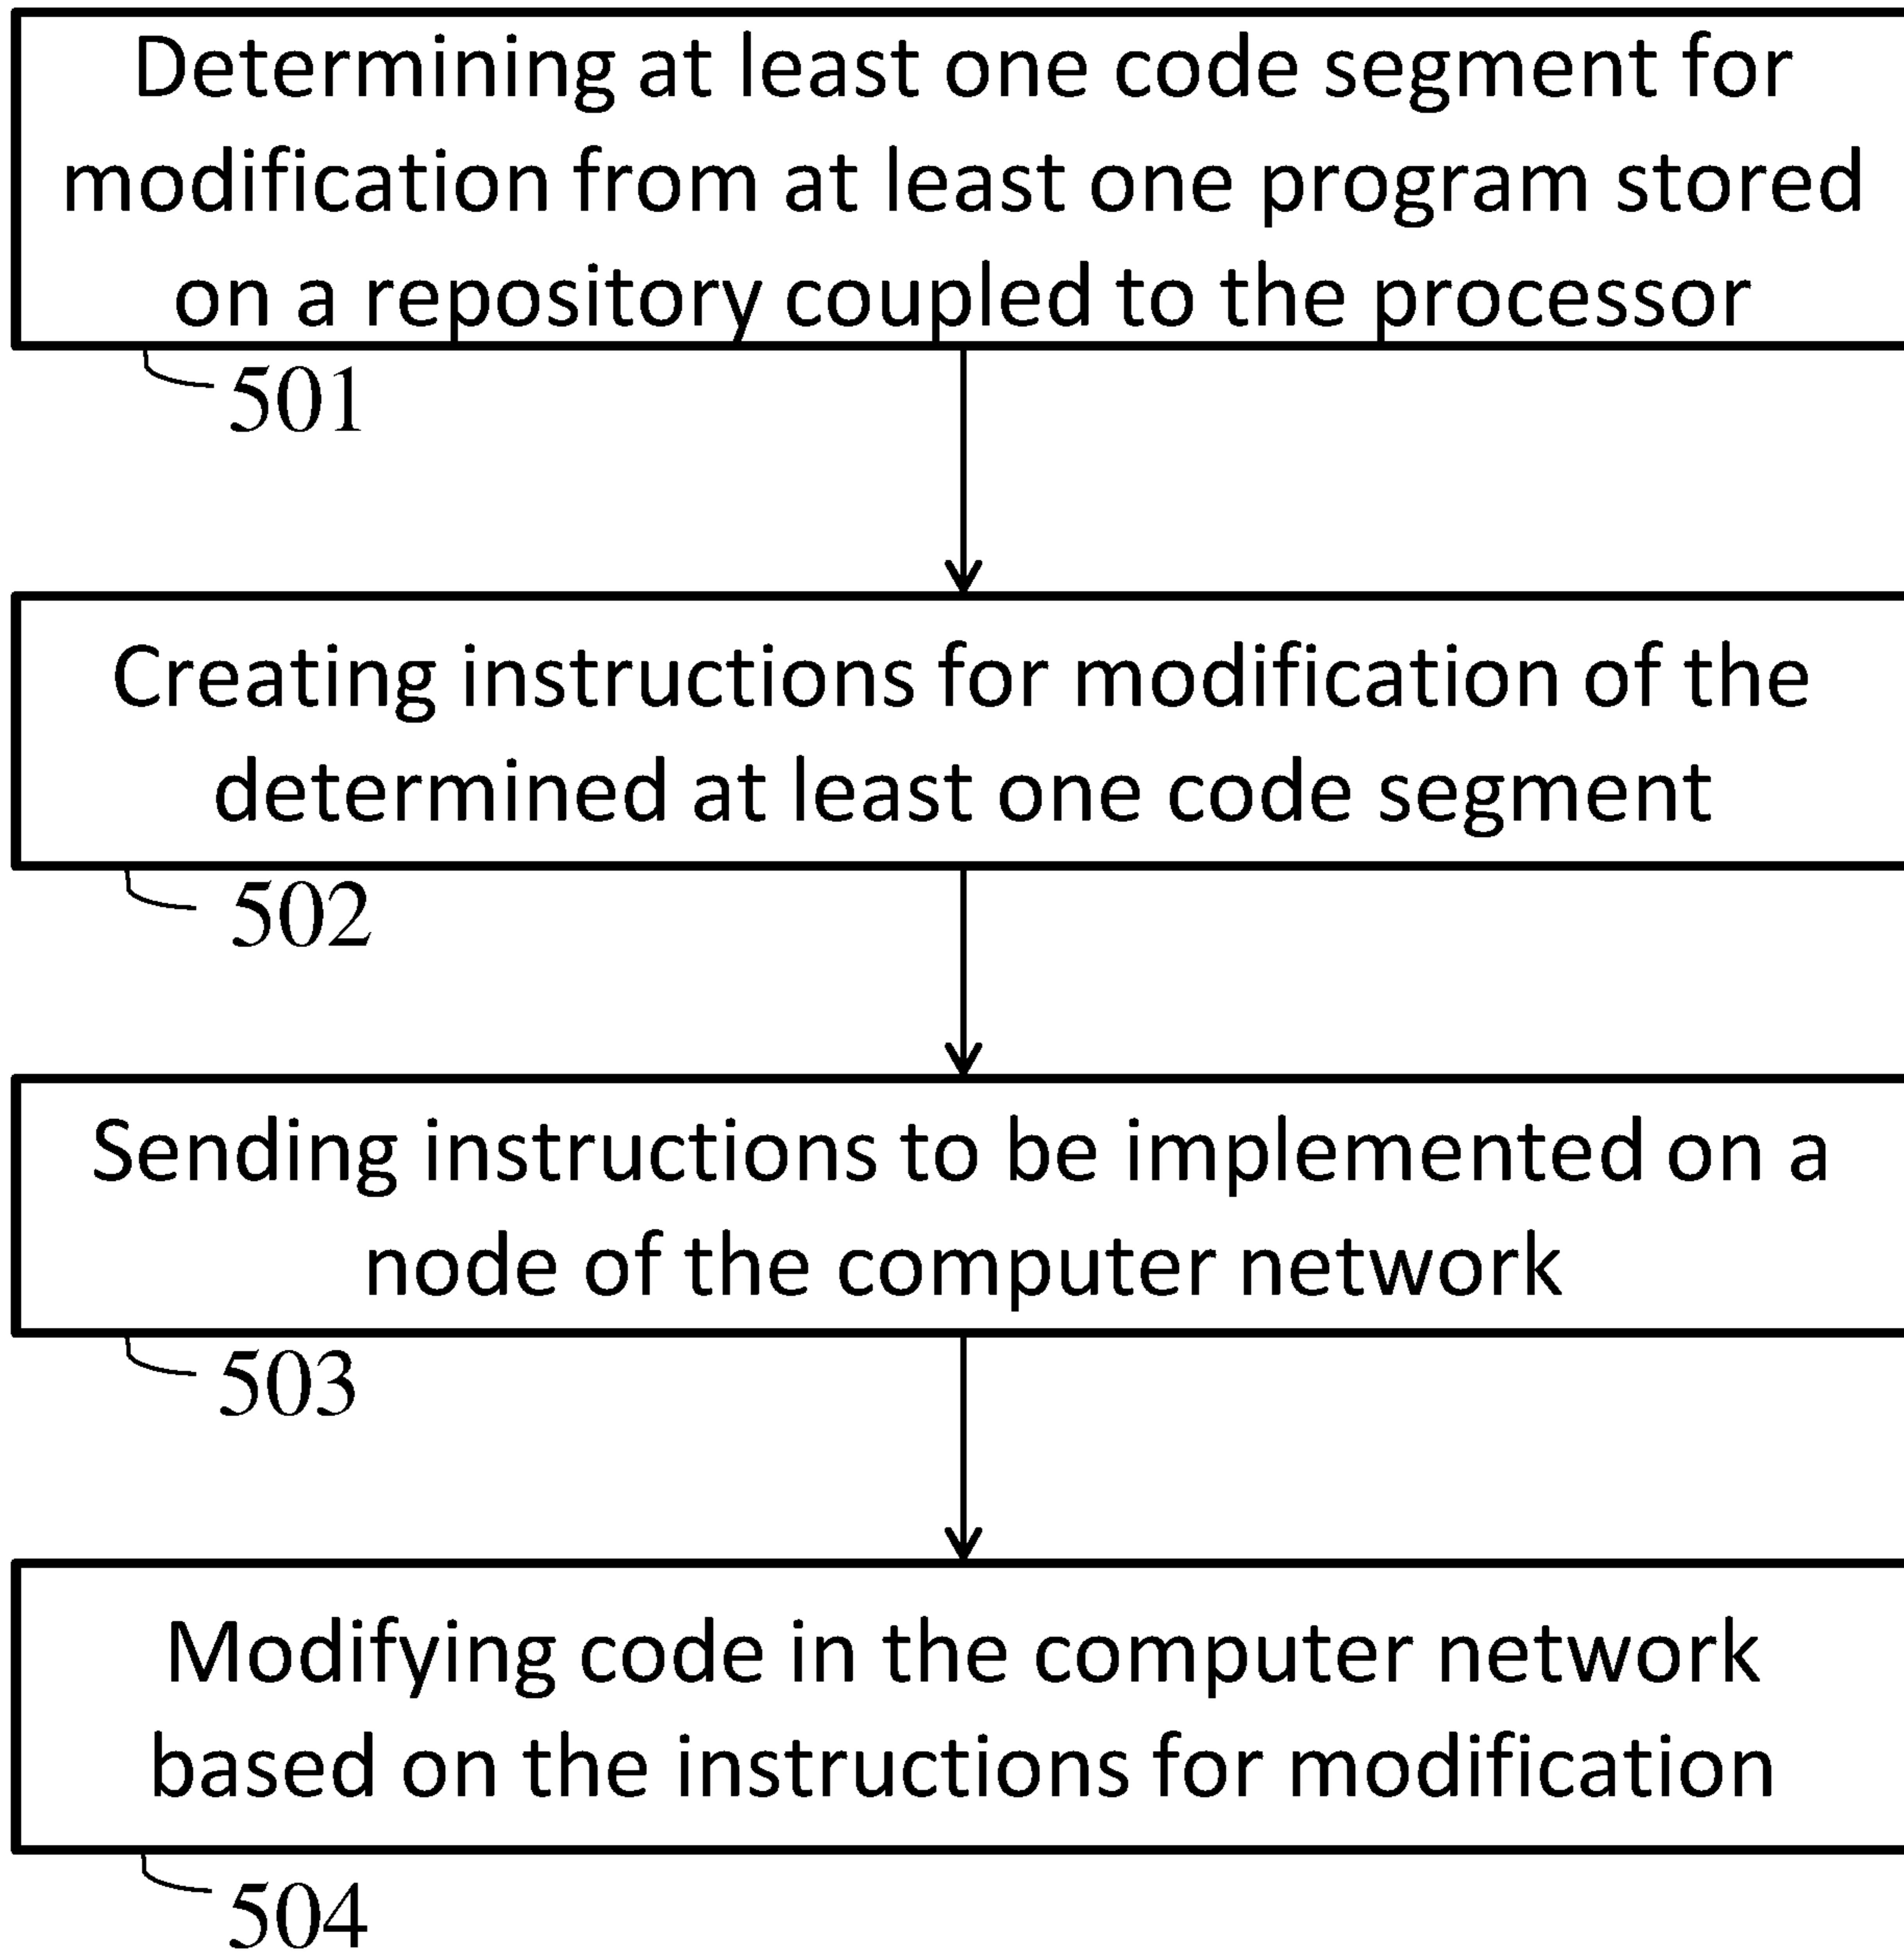 Determining at least one code segment for
modification from at least one program stored
on a repository coupled to the processor
501
Creating instructions for modification of the
determined at least one code segment
502
Sending instructions to be implemented on a
node of the computer network
503
Modifying code in the computer network
based on the instructions for modification
504